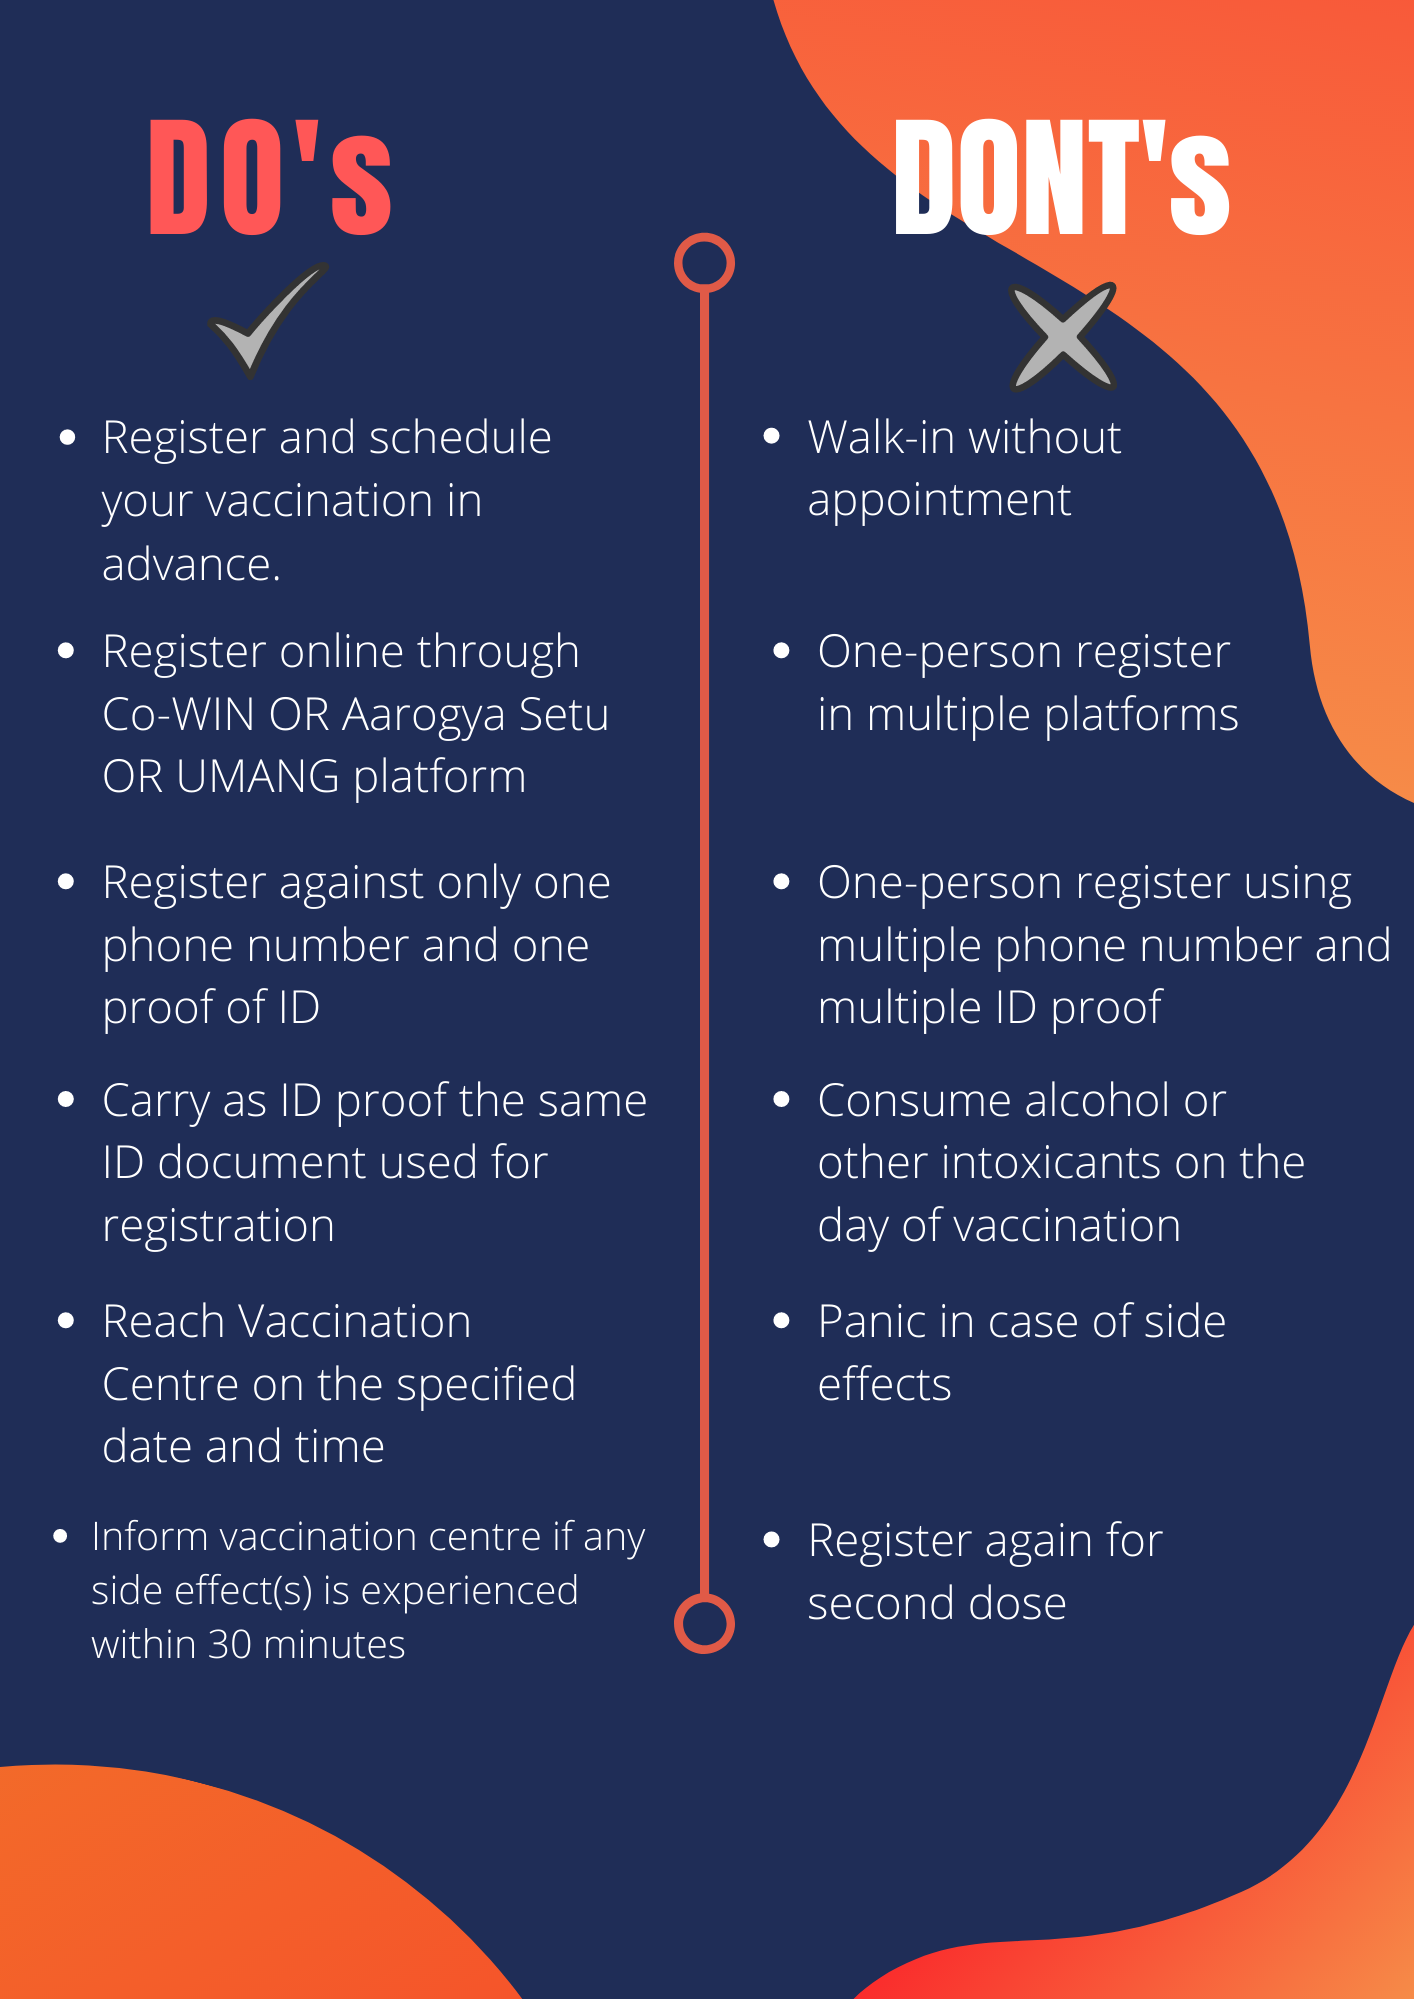 DO's
Register and schedule
your vaccination in
advance.
Register online through
Co-WIN OR Aarogya Setu
OR UMANG platform
Register against only one
phone number and one
proof of ID
Carry as ID proof the same
ID document used for
registration
Reach Vaccination
Centre on the specified
date and time
Inform vaccination centre if any
side effect(s) is experienced
within 30 minutes
DONT's
Walk-in without
appointment
One-person register
in multiple platforms
One-person register using
multiple phone number and
multiple ID proof
Consume alcohol or
other intoxicants on the
day of vaccination
Panic in case of side
effects
Register again for
second dose